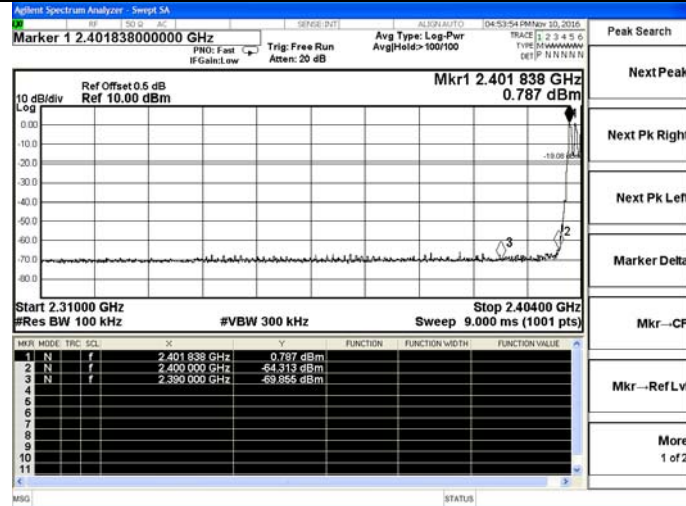 Agilent Spectrum Analyzer - Swept SA
RF 50 Ω AC SENSE:INT ALIGNAUTO 04:53:54 PM Nov 10, 2016
Marker 1 2.401838000000 GHz
PNO: Fast
IFGain:Low
Trig: Free Run
Atten: 20 dB
Avg Type: Log-Pwr
Avg|Hold:> 100/100
TRACE 1 2 3 4 5 6
TYPE M W W W W W
DET P N N N N N
Peak Search
Next Peak
Next Pk Right
Next Pk Left
Marker Delta
Mkr→CF
Mkr→Ref Lvl
More
1 of 2
Ref Offset 0.5 dB
Ref 10.00 dBm
10 dB/div
Log
Mkr1 2.401 838 GHz
0.787 dBm
0.00
-10.0
-20.0
-30.0
-40.0
-50.0
-60.0
-70.0
-80.0
1
2
3
Start 2.31000 GHz
Stop 2.40400 GHz
#Res BW 100 kHz
#VBW 300 kHz
Sweep 9.000 ms (1001 pts)
MKR MODE TRC SCL X Y FUNCTION FUNCTION WIDTH FUNCTION VALUE
1 N f 2.401 838 GHz 0.787 dBm
2 N f 2.400 000 GHz -64.313 dBm
3 N f 2.390 000 GHz -69.855 dBm
4
5
6
7
8
9
10
11
MSG
STATUS